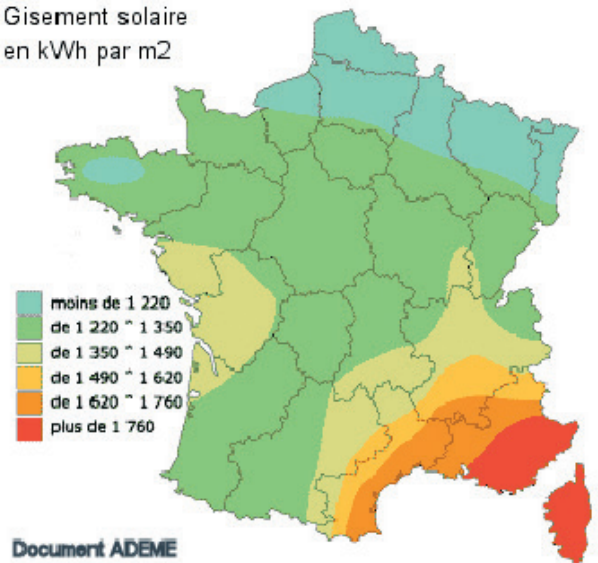 Gisement solaire
en kWh par m2
moins de 1 220
de 1 220 ^ 1 350
de 1 350 ^ 1 490
de 1 490 ^ 1 620
de 1 620 ^ 1 760
plus de 1 760
Document ADEME